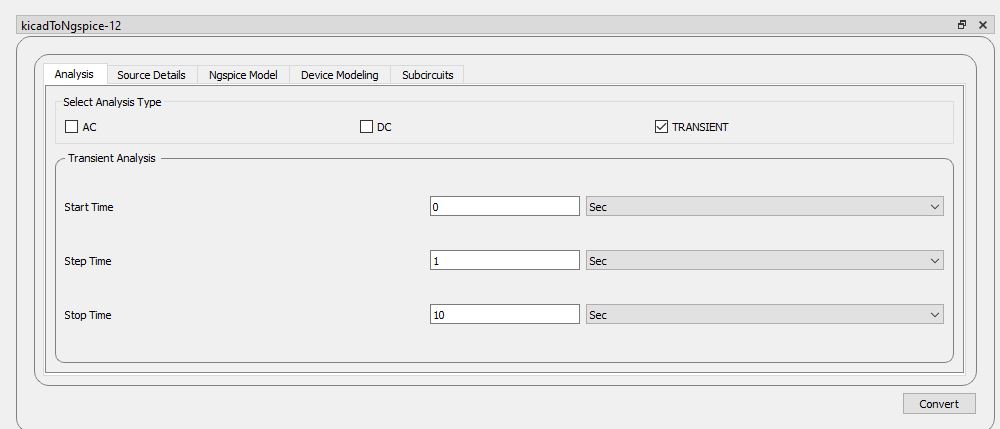 kicadToNgspice-12
Analysis Source Details Ngspice Model Device Modeling Subcircuits
Select Analysis Type
AC DC TRANSIENT
Transient Analysis
Start Time 0 Sec
Step Time 1 Sec
Stop Time 10 Sec
Convert